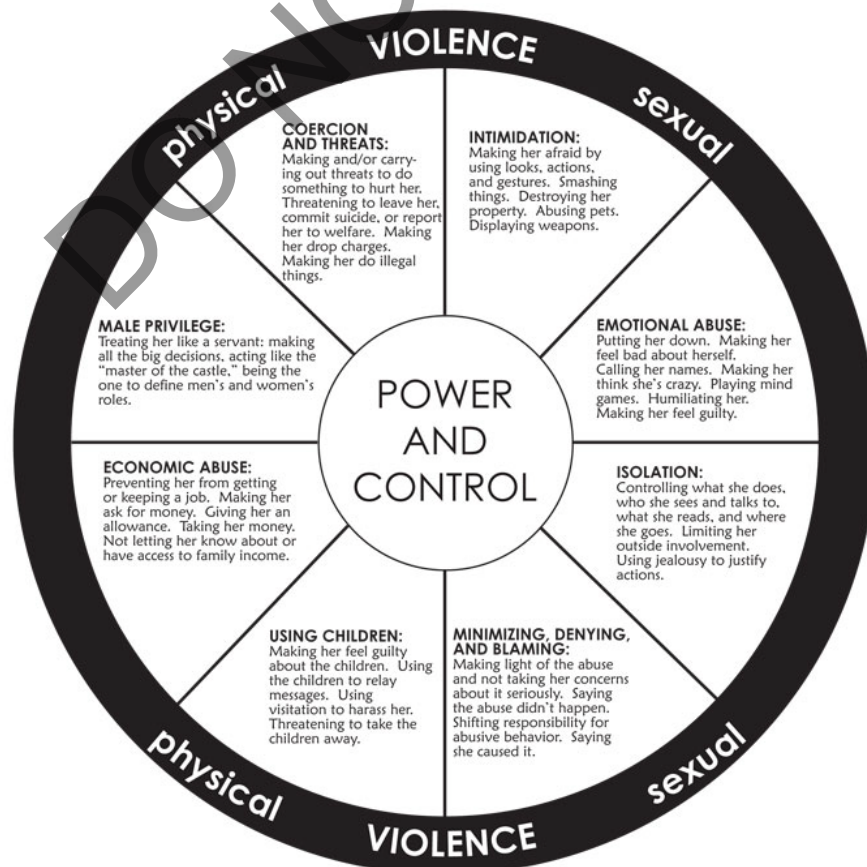 DO NO
physical VIOLENCE sexual
COERCION
AND THREATS:
Making and/or carry-
ing out threats to do
something to hurt her.
Threatening to leave her,
commit suicide, or report
her to welfare.  Making
her drop charges.
Making her do illegal
things.
INTIMIDATION:
Making her afraid by
using looks, actions,
and gestures.  Smashing
things.  Destroying her
property.  Abusing pets.
Displaying weapons.
MALE PRIVILEGE:
Treating her like a servant: making
all the big decisions, acting like the
“master of the castle,” being the
one to define men’s and women’s
roles.
EMOTIONAL ABUSE:
Putting her down.  Making her
feel bad about herself.
Calling her names.  Making her
think she’s crazy.  Playing mind
games.  Humiliating her.
Making her feel guilty.
POWER
AND
CONTROL
ECONOMIC ABUSE:
Preventing her from getting
or keeping a job.  Making her
ask for money.  Giving her an
allowance.  Taking her money.
Not letting her know about or
have access to family income.
ISOLATION:
Controlling what she does,
who she sees and talks to,
what she reads, and where
she goes.  Limiting her
outside involvement.
Using jealousy to justify
actions.
USING CHILDREN:
Making her feel guilty
about the children.  Using
the children to relay
messages.  Using
visitation to harass her.
Threatening to take the
children away.
MINIMIZING, DENYING,
AND BLAMING:
Making light of the abuse
and not taking her concerns
about it seriously.  Saying
the abuse didn’t happen.
Shifting responsibility for
abusive behavior.  Saying
she caused it.
physical VIOLENCE sexual